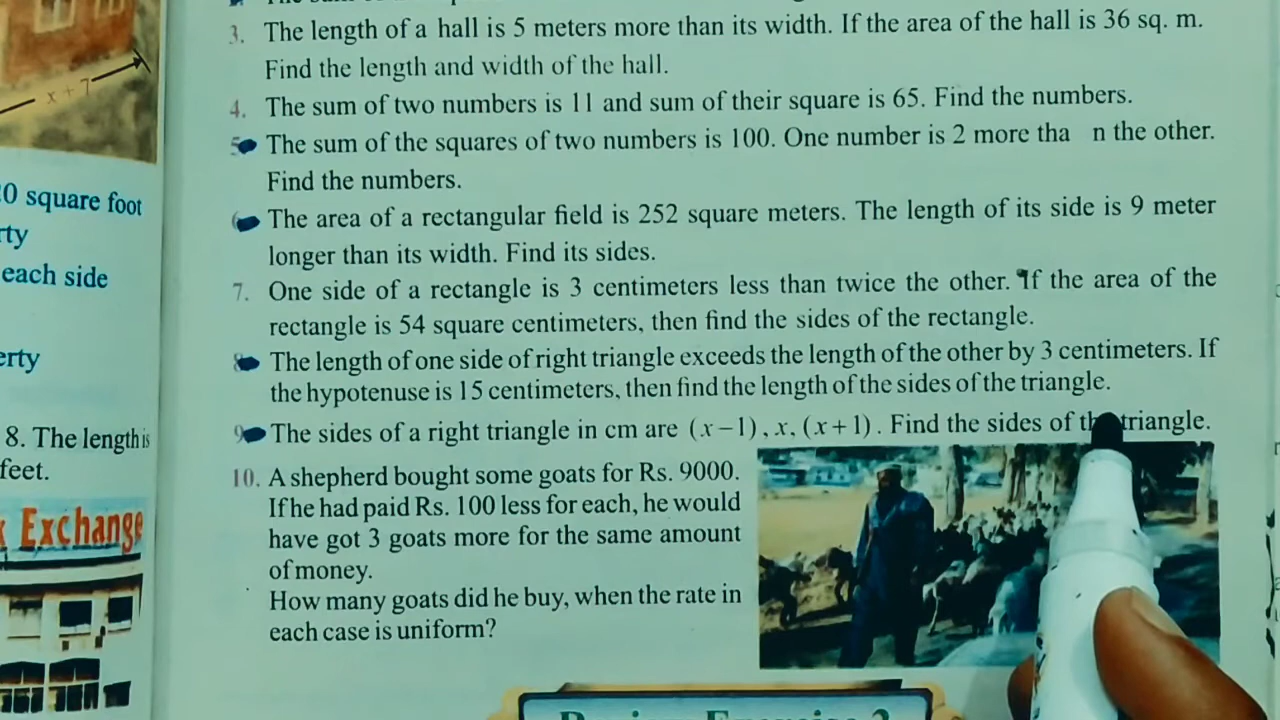 x + 7
0 square foot
rty
each side
erty
8. The length is
feet.
Exchange
3. The length of a hall is 5 meters more than its width. If the area of the hall is 36 sq. m.
Find the length and width of the hall.
4. The sum of two numbers is 11 and sum of their square is 65. Find the numbers.
5. The sum of the squares of two numbers is 100. One number is 2 more tha n the other.
Find the numbers.
The area of a rectangular field is 252 square meters. The length of its side is 9 meter
longer than its width. Find its sides.
7. One side of a rectangle is 3 centimeters less than twice the other. If the area of the
rectangle is 54 square centimeters, then find the sides of the rectangle.
8. The length of one side of right triangle exceeds the length of the other by 3 centimeters. If
the hypotenuse is 15 centimeters, then find the length of the sides of the triangle.
9. The sides of a right triangle in cm are (x−1), x, (x+1). Find the sides of the triangle.
10. A shepherd bought some goats for Rs. 9000.
If he had paid Rs. 100 less for each, he would
have got 3 goats more for the same amount
of money.
How many goats did he buy, when the rate in
each case is uniform?